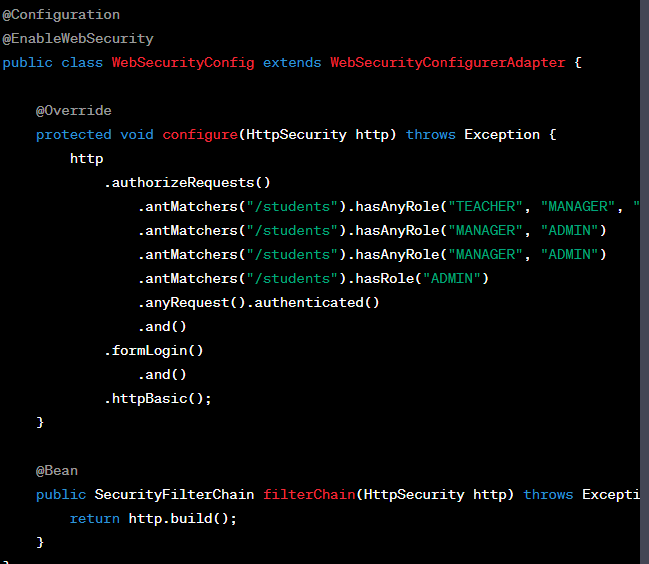 @Configuration
@EnableWebSecurity
public class WebSecurityConfig extends WebSecurityConfigurerAdapter {
@Override
protected void configure(HttpSecurity http) throws Exception {
http
.authorizeRequests()
.antMatchers("/students").hasAnyRole("TEACHER", "MANAGER", "
.antMatchers("/students").hasAnyRole("MANAGER", "ADMIN")
.antMatchers("/students").hasAnyRole("MANAGER", "ADMIN")
.antMatchers("/students").hasRole("ADMIN")
.anyRequest().authenticated()
.and()
.formLogin()
.and()
.httpBasic();
}
@Bean
public SecurityFilterChain filterChain(HttpSecurity http) throws Excepti
return http.build();
}